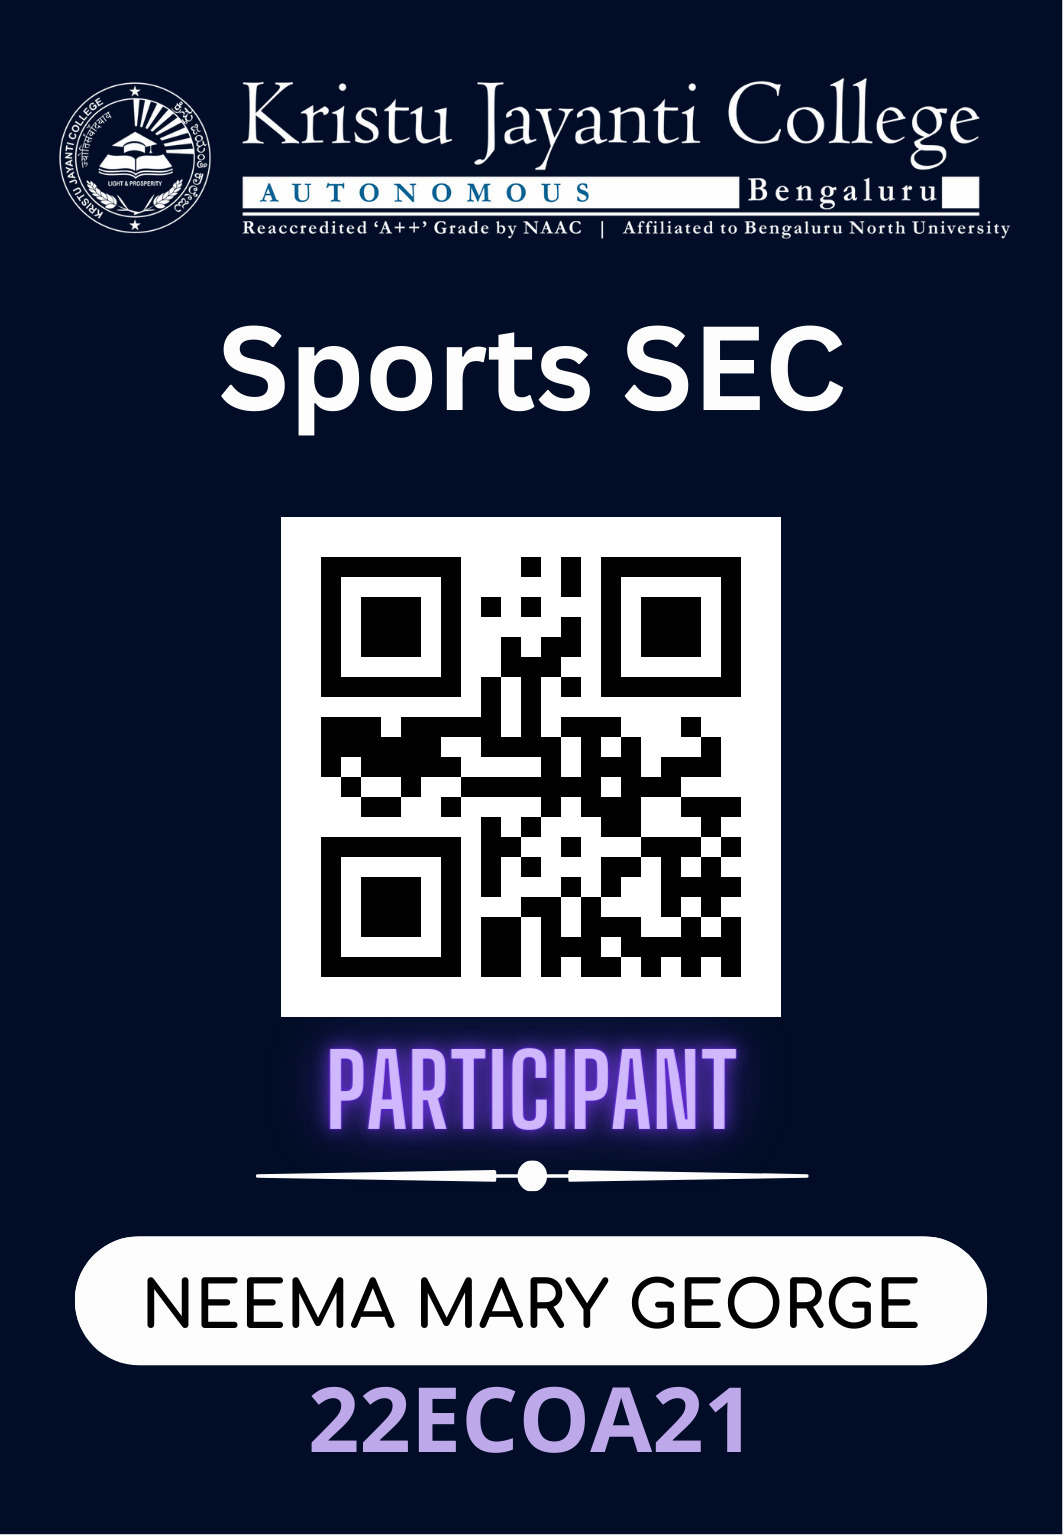 KRISTU JAYANTI COLLEGE
ज्योतिसंवादयाय
LIGHT & PROSPERITY
Kristu Jayanti College
AUTONOMOUS Bengaluru
Reaccredited ‘A++’ Grade by NAAC | Affiliated to Bengaluru North University
Sports SEC
PARTICIPANT
NEEMA MARY GEORGE
22ECOA21